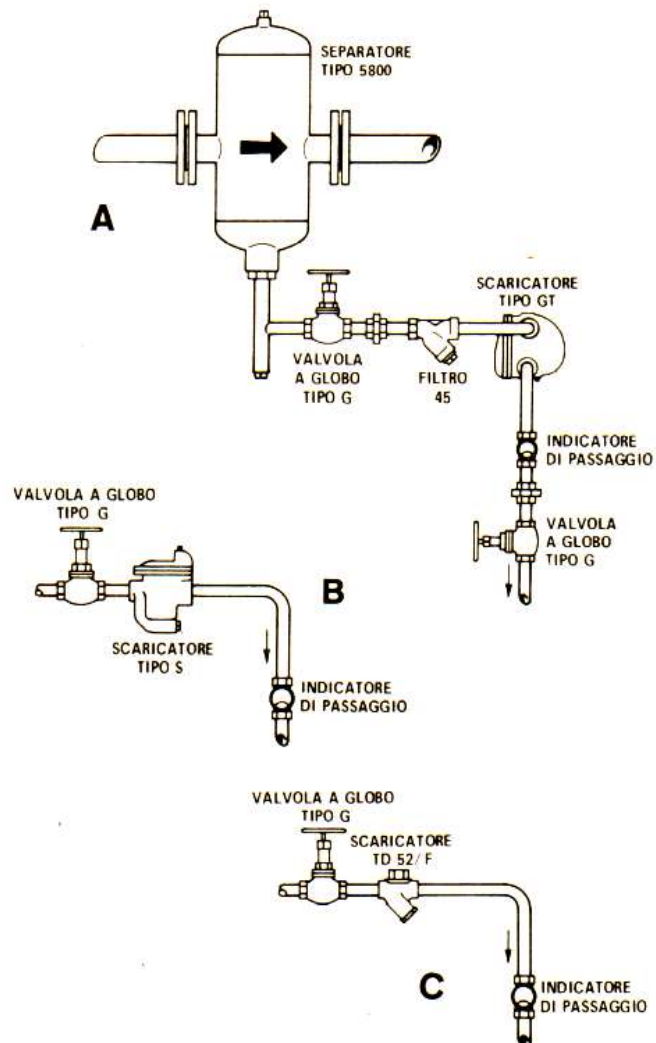 SEPARATORE
TIPO 5800
A
SCARICATORE
TIPO GT
VALVOLA
A GLOBO
TIPO G
FILTRO
45
INDICATORE
DI PASSAGGIO
VALVOLA
A GLOBO
TIPO G
VALVOLA A GLOBO
TIPO G
B
SCARICATORE
TIPO S
INDICATORE
DI PASSAGGIO
VALVOLA A GLOBO
TIPO G
SCARICATORE
TD 52/F
C
INDICATORE
DI PASSAGGIO